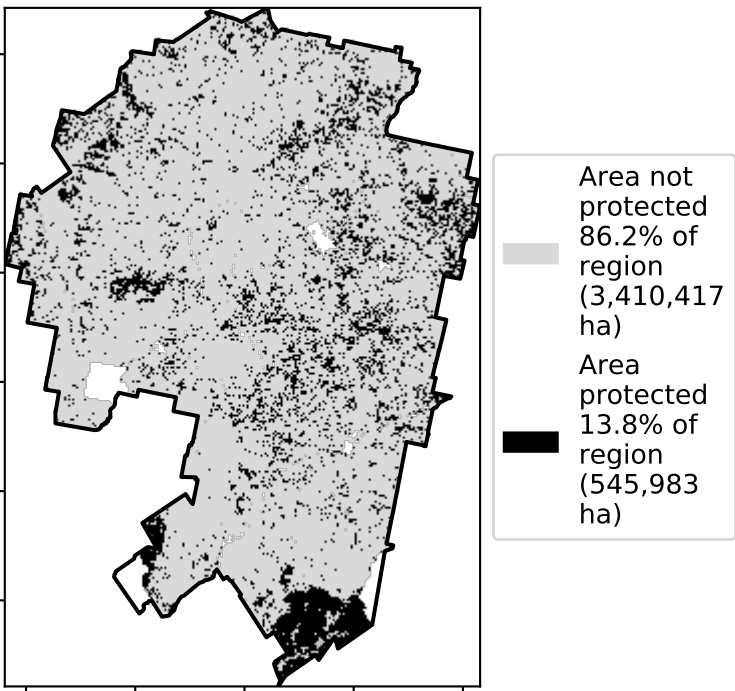 Area not
protected
86.2% of
region
(3,410,417
ha)
Area
protected
13.8% of
region
(545,983
ha)